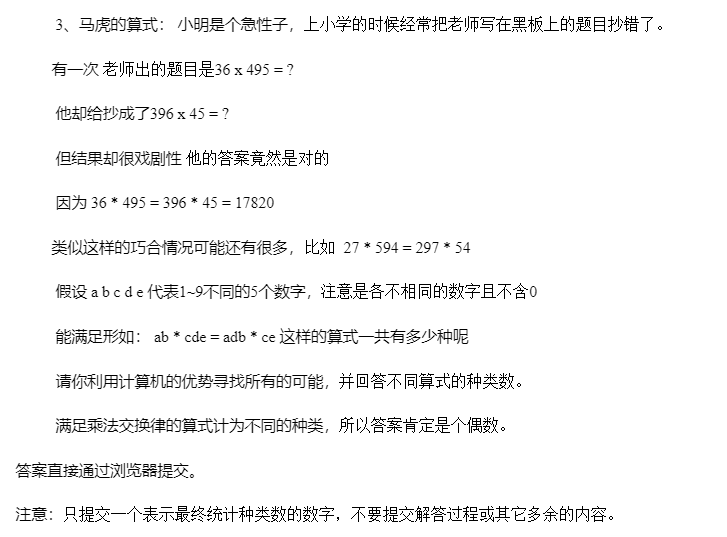 3、马虎的算式： 小明是个急性子，上小学的时候经常把老师写在黑板上的题目抄错了。
有一次 老师出的题目是36 x 495 = ?
他却给抄成了396 x 45 = ?
但结果却很戏剧性 他的答案竟然是对的
因为 36 * 495 = 396 * 45 = 17820
类似这样的巧合情况可能还有很多，比如 27 * 594 = 297 * 54
假设 a b c d e 代表1~9不同的5个数字，注意是各不相同的数字且不含0
能满足形如： ab * cde = adb * ce 这样的算式一共有多少种呢
请你利用计算机的优势寻找所有的可能，并回答不同算式的种类数。
满足乘法交换律的算式计为不同的种类，所以答案肯定是个偶数。
答案直接通过浏览器提交。
注意：只提交一个表示最终统计种类数的数字，不要提交解答过程或其它多余的内容。